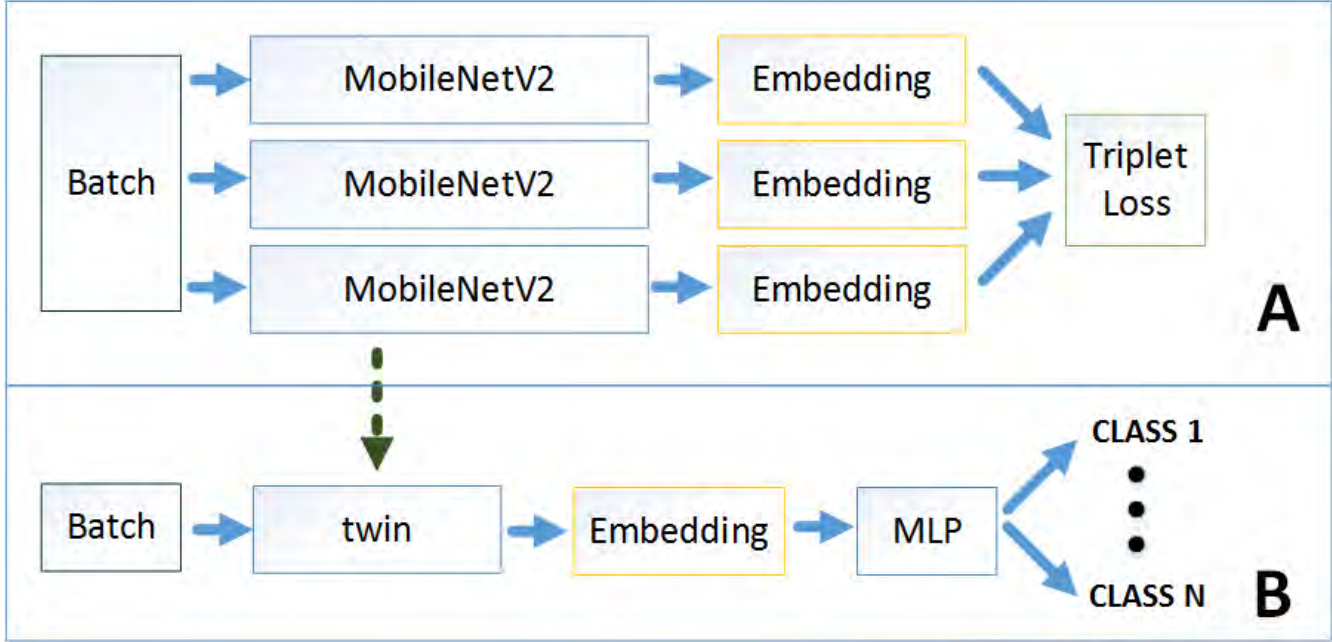 MobileNetV2
Embedding
Batch
MobileNetV2
Embedding
Triplet
Loss
MobileNetV2
Embedding
A
Batch
twin
Embedding
MLP
CLASS 1
CLASS N
B